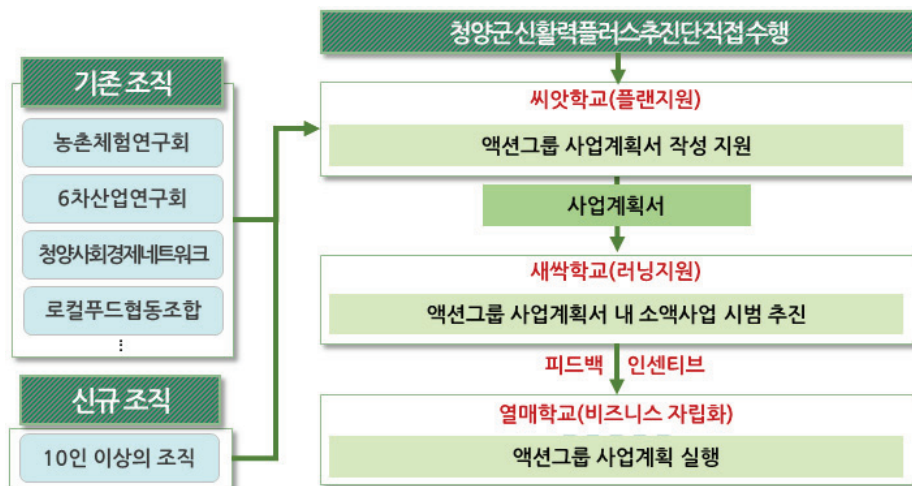 기존 조직
농촌체험연구회
6차산업연구회
청양사회경제네트워크
로컬푸드협동조합
⋮
신규 조직
10인 이상의 조직
청양군 신활력플러스추진단 직접 수행
씨앗학교(플랜지원)
액션그룹 사업계획서 작성 지원
사업계획서
새싹학교(러닝지원)
액션그룹 사업계획서 내 소액사업 시범 추진
피드백 인센티브
열매학교(비즈니스 자립화)
액션그룹 사업계획 실행